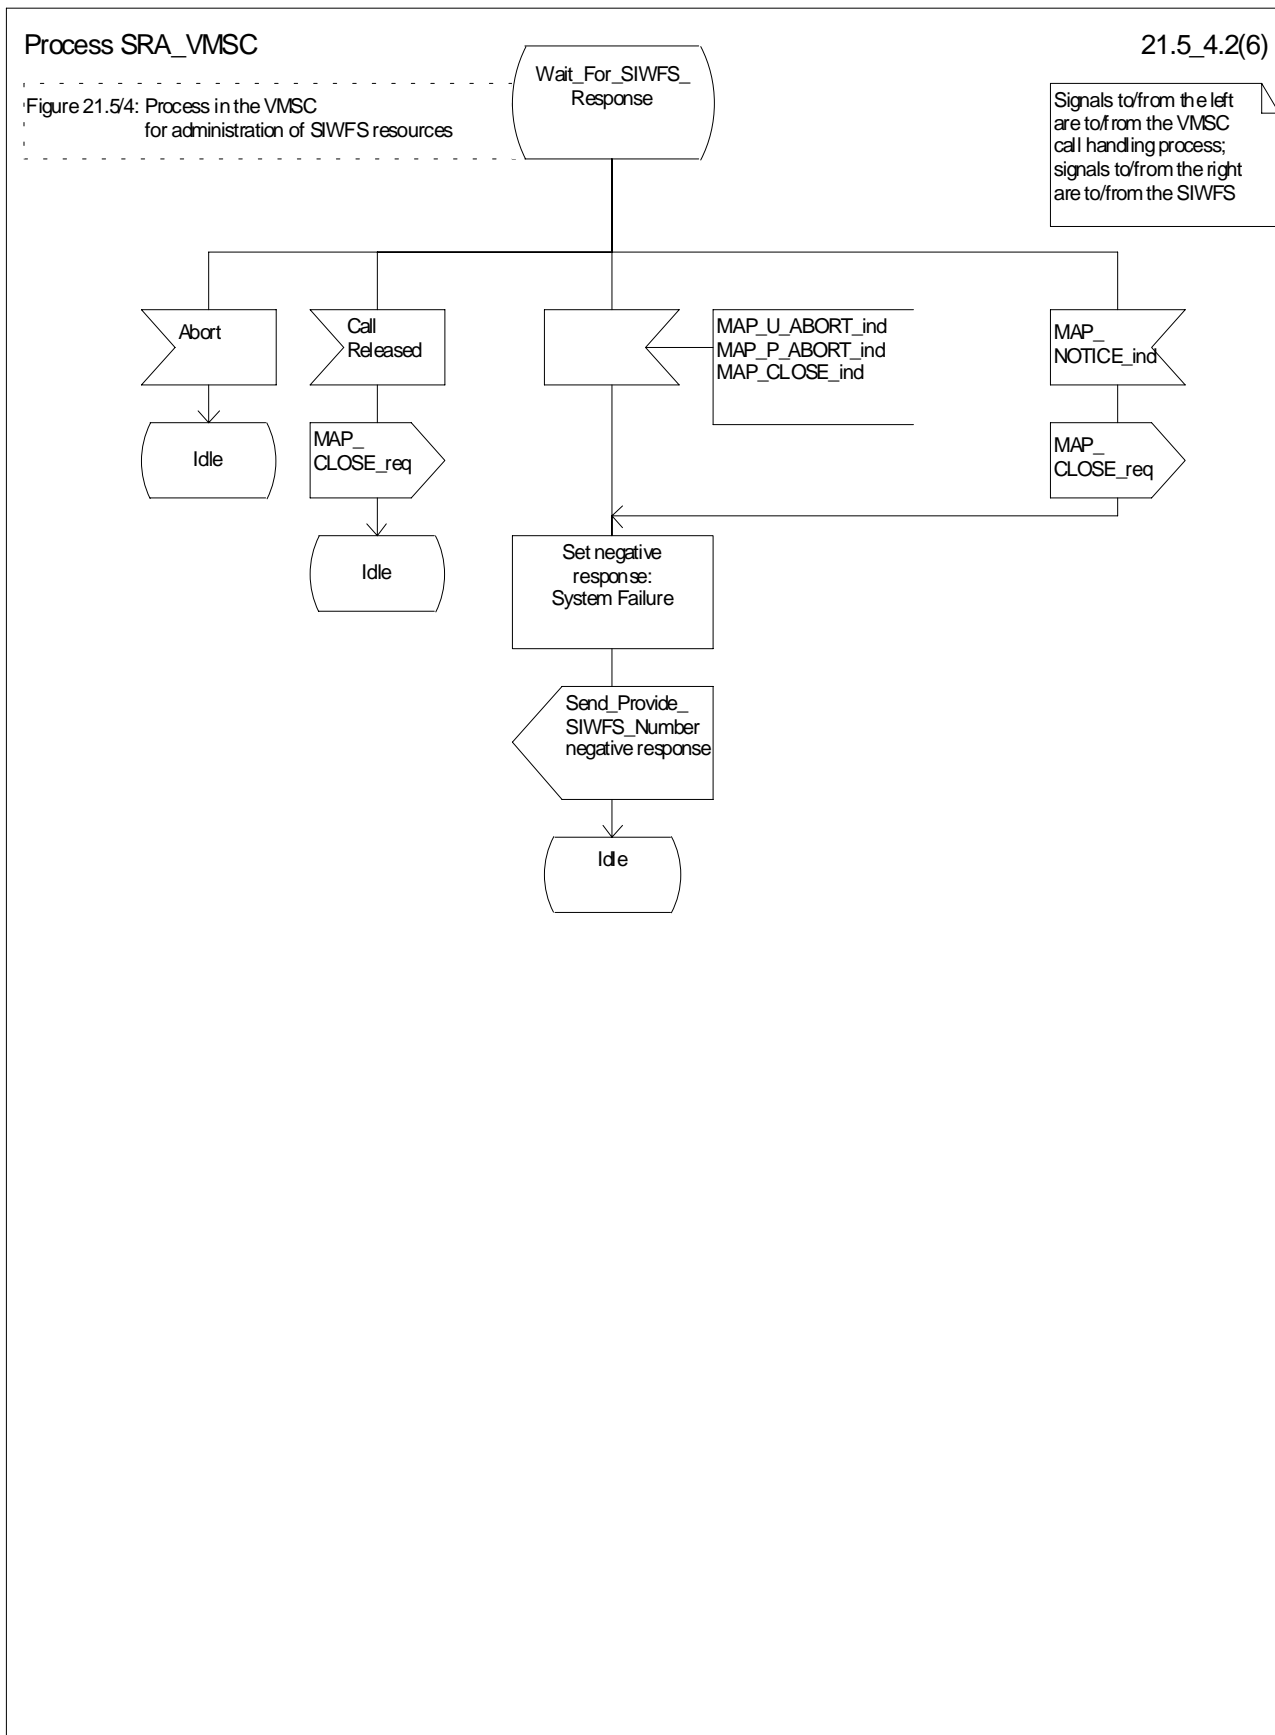 Process SRA_VMSC
21.5_4.2(6)
Figure 21.5/4: Process in the VMSC
for administration of SIWFS resources
Wait_For_SIWFS_
Response
Signals to/from the left
are to/from the VMSC
call handling process;
signals to/from the right
are to/from the SIWFS
Abort
Call
Released
MAP_U_ABORT_ind
MAP_P_ABORT_ind
MAP_CLOSE_ind
MAP_
NOTICE_ind
Idle
MAP_
CLOSE_req
MAP_
CLOSE_req
Idle
Set negative
response:
System Failure
Send_Provide_
SIWFS_Number
negative response
Idle